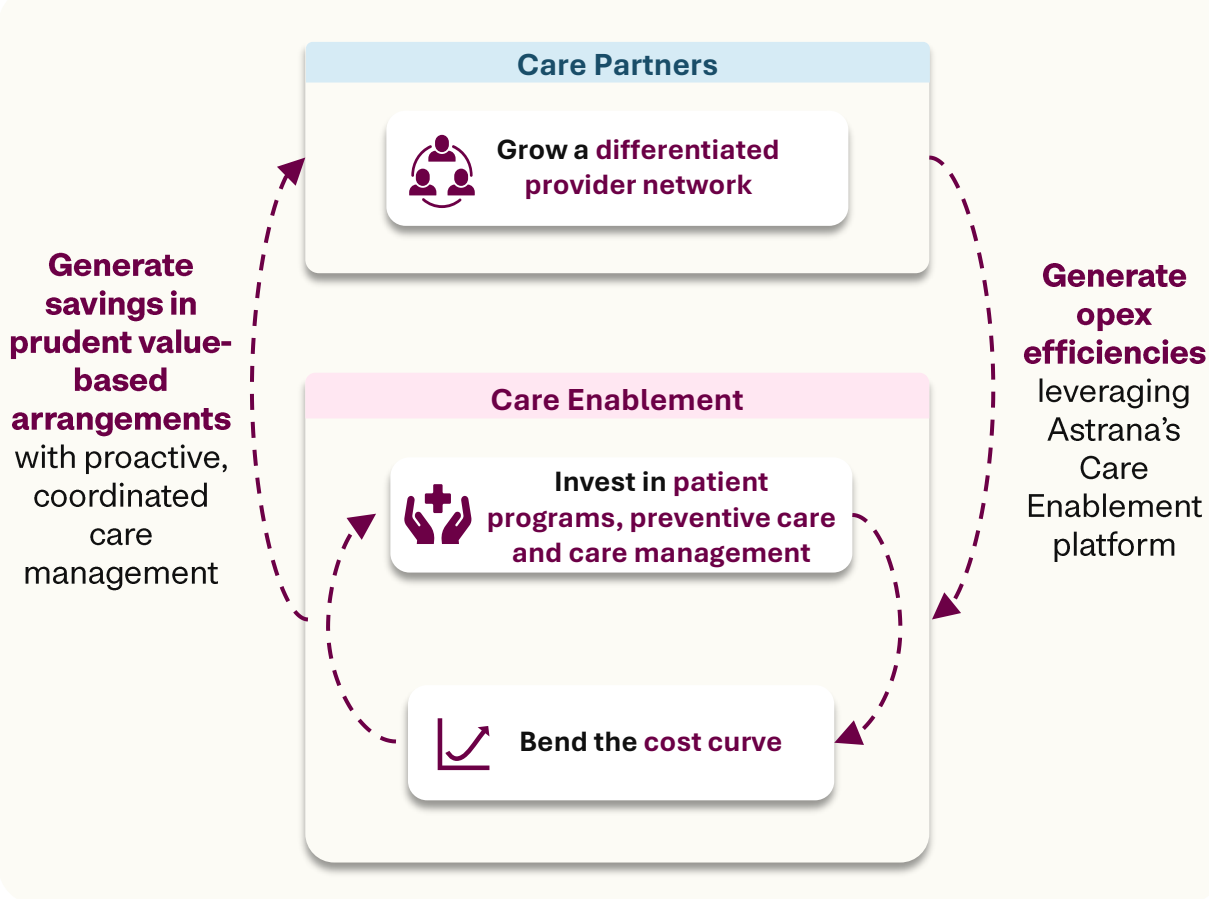 Care Partners
Grow a differentiated
provider network
Generate
savings in
prudent value-
based
arrangements
with proactive,
coordinated
care
management
Generate
opex
efficiencies
leveraging
Astrana’s
Care
Enablement
platform
Care Enablement
Invest in patient
programs, preventive care
and care management
Bend the cost curve